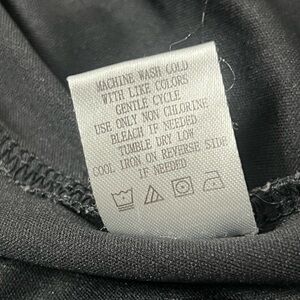 MACHINE WASH COLD
WITH LIKE COLORS
GENTLE CYCLE
USE ONLY NON CHLORINE
BLEACH IF NEEDED
TUMBLE DRY LOW
COOL IRON ON REVERSE SIDE
IF NEEDED